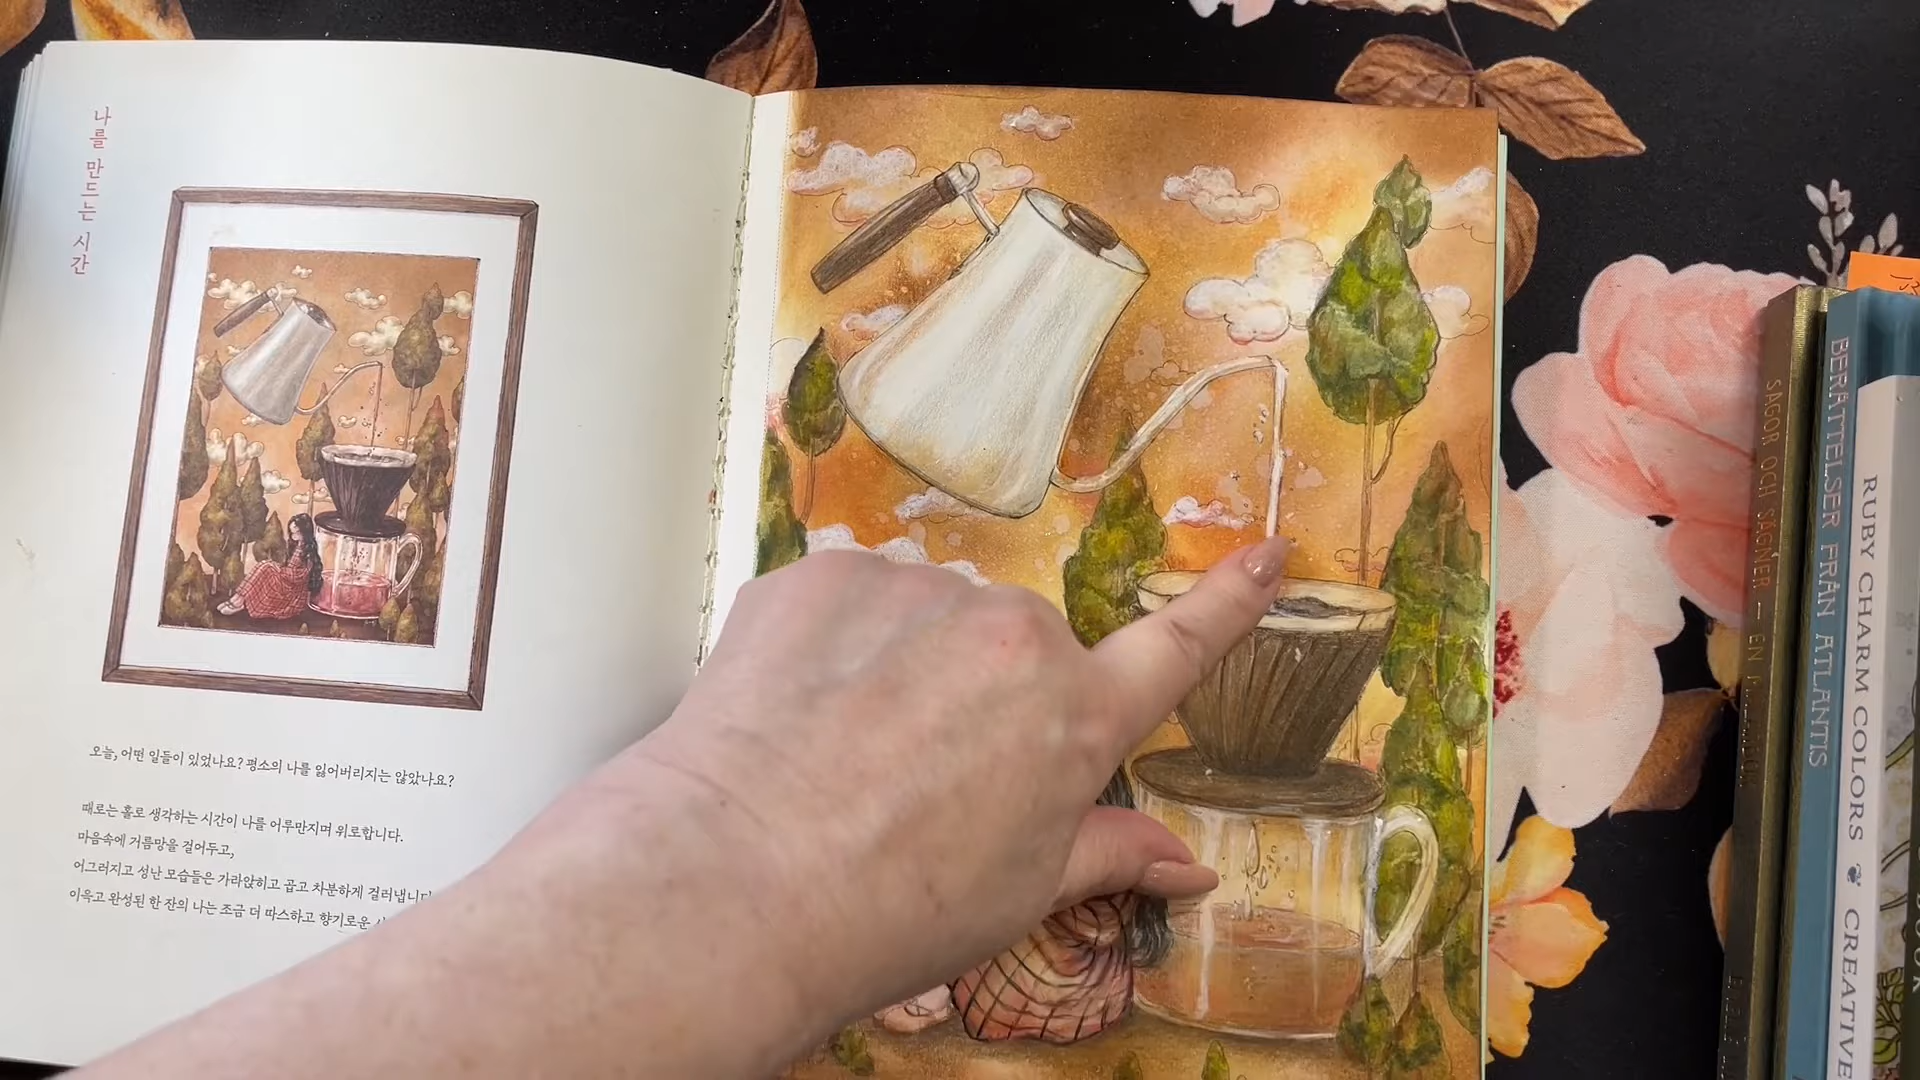 나를 만드는 시간
오늘, 어떤 일들이 있었나요? 평소의 나를 잃어버리지는 않았나요?
때로는 홀로 생각하는 시간이 나를 어루만지며 위로합니다.
마음속에 거름망을 걸어두고,
어그러지고 성난 모습들은 가라앉히고 곱고 차분하게 걸러냅니다
이윽고 완성된 한 잔의 나는 조금 더 따스하고 향기로운
SAGOR OCH SÄGNER – EN
BERÄTTELSER FRÅN ATLANTIS
RUBY CHARM COLORS CREATIVE